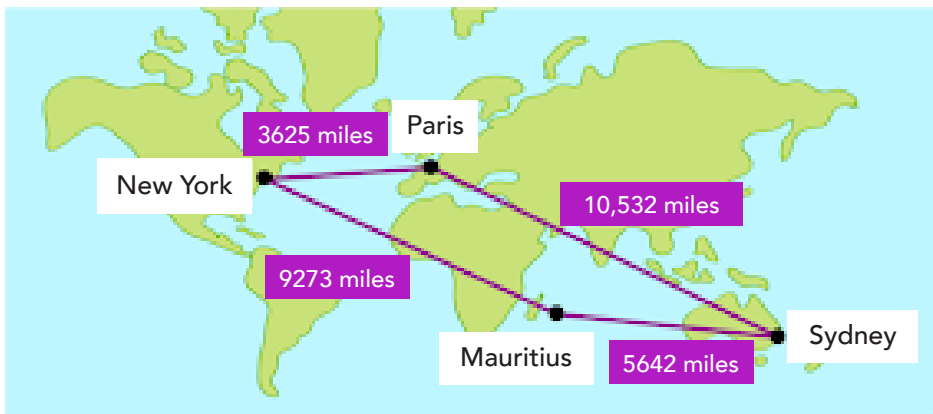 Paris
3625 miles
New York
10,532 miles
9273 miles
Mauritius
5642 miles
Sydney